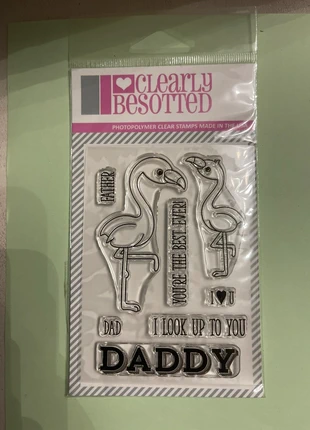 CLEARLY
BESOTTED
PHOTOPOLYMER CLEAR STAMPS MADE IN THE
FATHER
YOU'RE THE BEST EVER!
I ♥ U
DAD
I LOOK UP TO YOU
DADDY